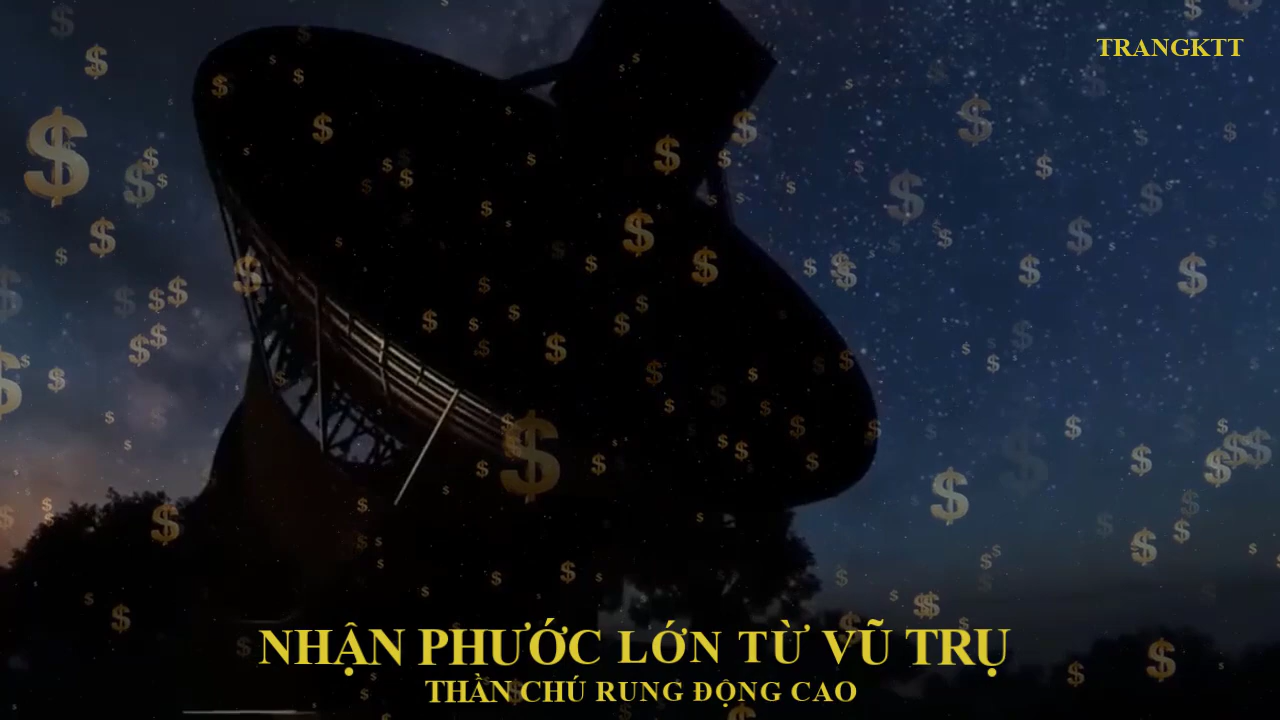 TRANGKTT
NHẬN PHƯỚC LỚN TỪ VŨ TRỤ
THẦN CHÚ RUNG ĐỘNG CAO